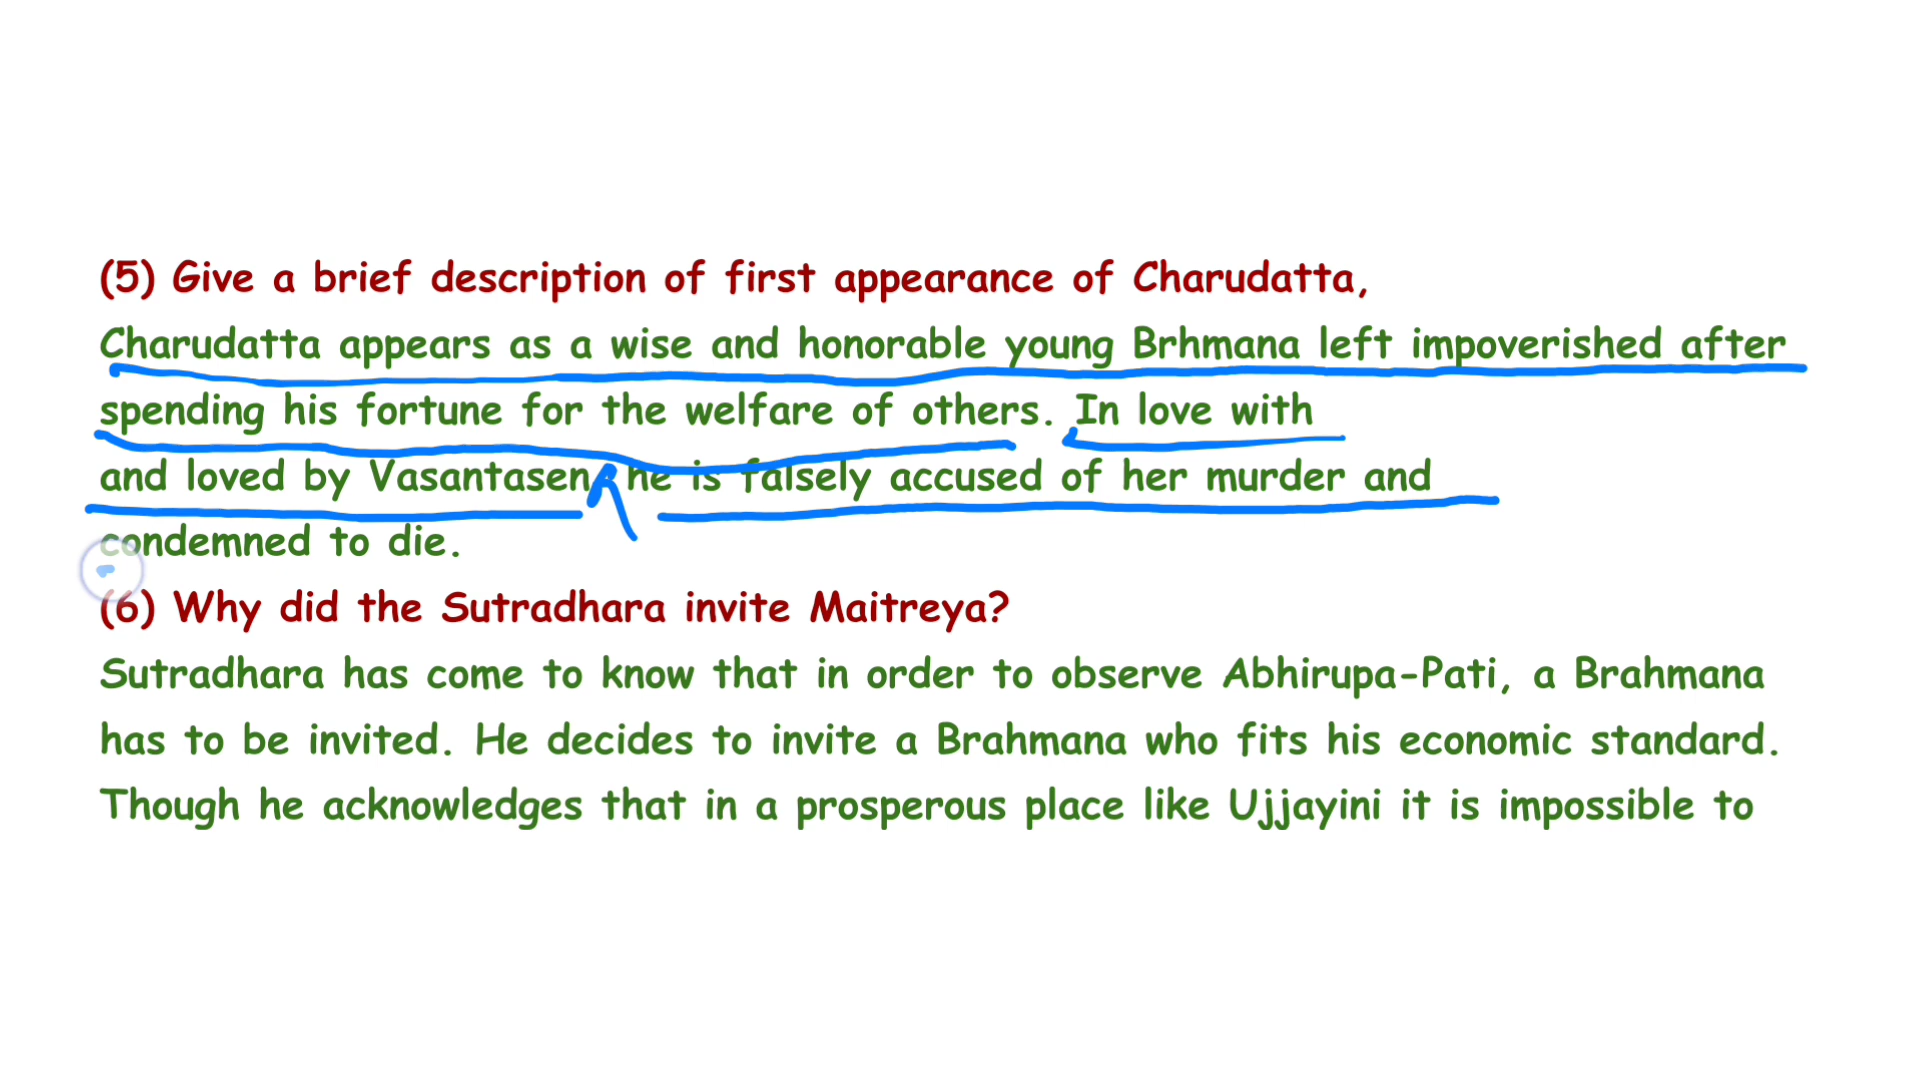 (5) Give a brief description of first appearance of Charudatta,
Charudatta appears as a wise and honorable young Brhmana left impoverished after
spending his fortune for the welfare of others. In love with
and loved by Vasantasen, he is falsely accused of her murder and
condemned to die.
(6) Why did the Sutradhara invite Maitreya?
Sutradhara has come to know that in order to observe Abhirupa-Pati, a Brahmana
has to be invited. He decides to invite a Brahmana who fits his economic standard.
Though he acknowledges that in a prosperous place like Ujjayini it is impossible to